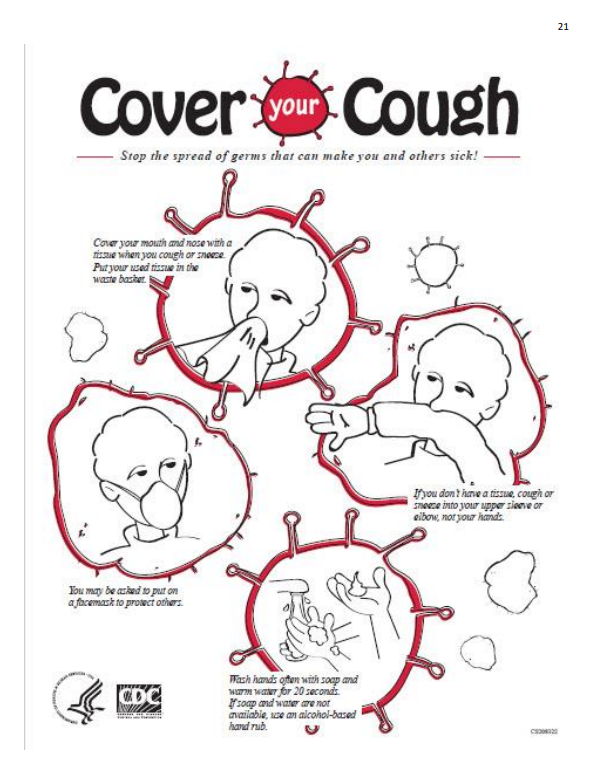 21
Cover your Cough
Stop the spread of germs that can make you and others sick!
Cover your mouth and nose with a
tissue when you cough or sneeze.
Put your used tissue in the
waste basket.
If you don't have a tissue, cough or
sneeze into your upper sleeve or
elbow, not your hands.
You may be asked to put on
a facemask to protect others.
Wash hands often with soap and
warm water for 20 seconds.
If soap and water are not
available, use an alcohol-based
hand rub.
CDC